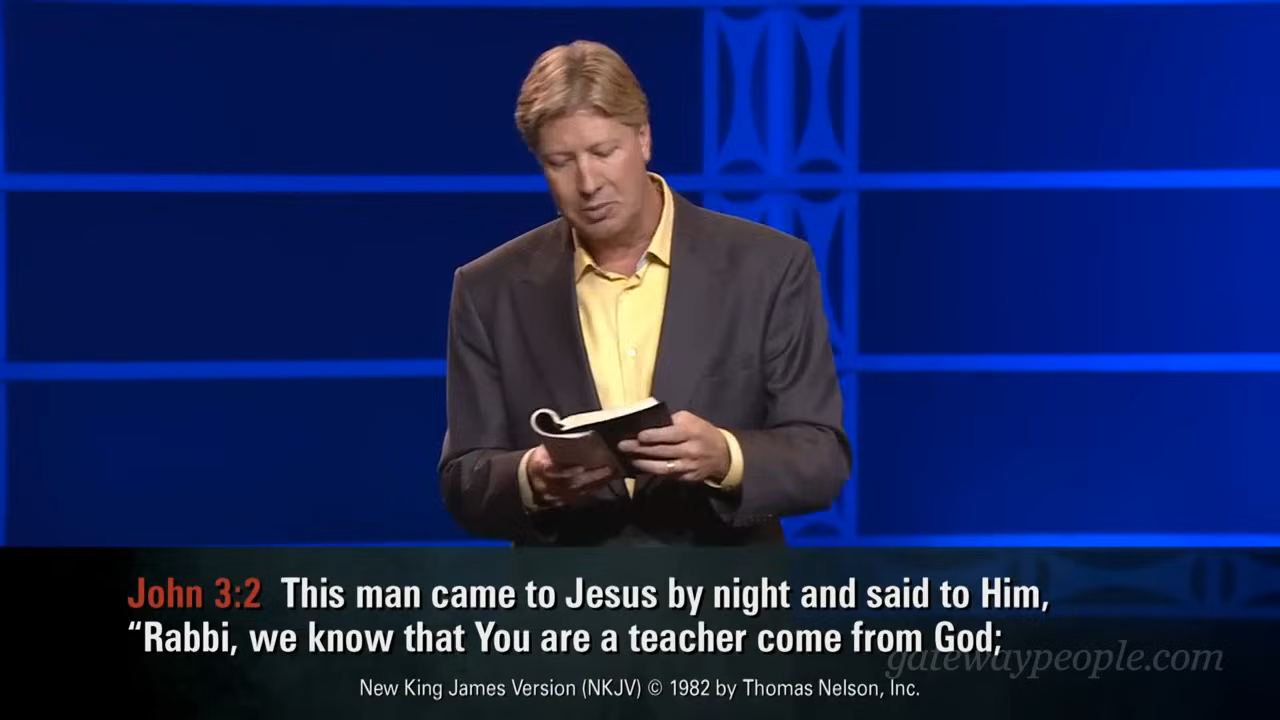 John 3:2 This man came to Jesus by night and said to Him,
“Rabbi, we know that You are a teacher come from God;
gatewaypeople.com
New King James Version (NKJV) © 1982 by Thomas Nelson, Inc.